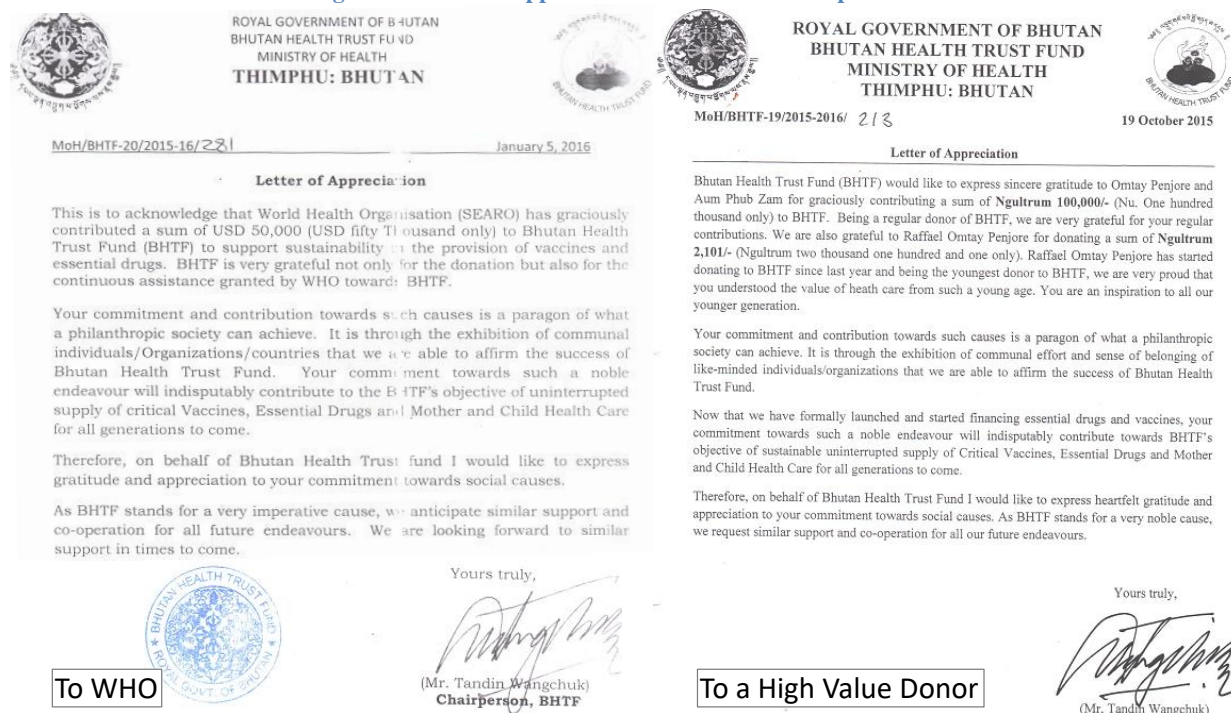 ROYAL GOVERNMENT OF BHUTAN
BHUTAN HEALTH TRUST FUND
MINISTRY OF HEALTH
THIMPHU: BHUTAN
MoH/BHTF-20/2015-16/281
January 5, 2016
Letter of Appreciation
This is to acknowledge that World Health Organisation (SEARO) has graciously
contributed a sum of USD 50,000 (USD fifty Thousand only) to Bhutan Health
Trust Fund (BHTF) to support sustainability in the provision of vaccines and
essential drugs. BHTF is very grateful not only for the donation but also for the
continuous assistance granted by WHO towards BHTF.
Your commitment and contribution towards such causes is a paragon of what
a philanthropic society can achieve. It is through the exhibition of communal
individuals/Organizations/countries that we are able to affirm the success of
Bhutan Health Trust Fund. Your commitment towards such a noble
endeavour will indisputably contribute to the BHTF's objective of uninterrupted
supply of critical Vaccines, Essential Drugs and Mother and Child Health Care
for all generations to come.
Therefore, on behalf of Bhutan Health Trust fund I would like to express
gratitude and appreciation to your commitment towards social causes.
As BHTF stands for a very imperative cause, we anticipate similar support and
co-operation for all future endeavours. We are looking forward to similar
support in times to come.
Yours truly,
BHUTAN HEALTH TRUST FUND
ROYAL GOVT. OF BHUTAN
(Mr. Tandin Wangchuk)
Chairperson, BHTF
To WHO
ROYAL GOVERNMENT OF BHUTAN
BHUTAN HEALTH TRUST FUND
MINISTRY OF HEALTH
THIMPHU: BHUTAN
BHUTAN HEALTH TRUST FUND
MoH/BHTF-19/2015-2016/ 213
19 October 2015
Letter of Appreciation
Bhutan Health Trust Fund (BHTF) would like to express sincere gratitude to Omtay Penjore and
Aum Phub Zam for graciously contributing a sum of Ngultrum 100,000/- (Nu. One hundred
thousand only) to BHTF. Being a regular donor of BHTF, we are very grateful for your regular
contributions. We are also grateful to Raffael Omtay Penjore for donating a sum of Ngultrum
2,101/- (Ngultrum two thousand one hundred and one only). Raffael Omtay Penjore has started
donating to BHTF since last year and being the youngest donor to BHTF, we are very proud that
you understood the value of heath care from such a young age. You are an inspiration to all our
younger generation.
Your commitment and contribution towards such causes is a paragon of what a philanthropic
society can achieve. It is through the exhibition of communal effort and sense of belonging of
like-minded individuals/organizations that we are able to affirm the success of Bhutan Health
Trust Fund.
Now that we have formally launched and started financing essential drugs and vaccines, your
commitment towards such a noble endeavour will indisputably contribute towards BHTF's
objective of sustainable uninterrupted supply of Critical Vaccines, Essential Drugs and Mother
and Child Health Care for all generations to come.
Therefore, on behalf of Bhutan Health Trust Fund I would like to express heartfelt gratitude and
appreciation to your commitment towards social causes. As BHTF stands for a very noble cause,
we request similar support and co-operation for all our future endeavours.
Yours truly,
(Mr. Tandin Wangchuk)
To a High Value Donor